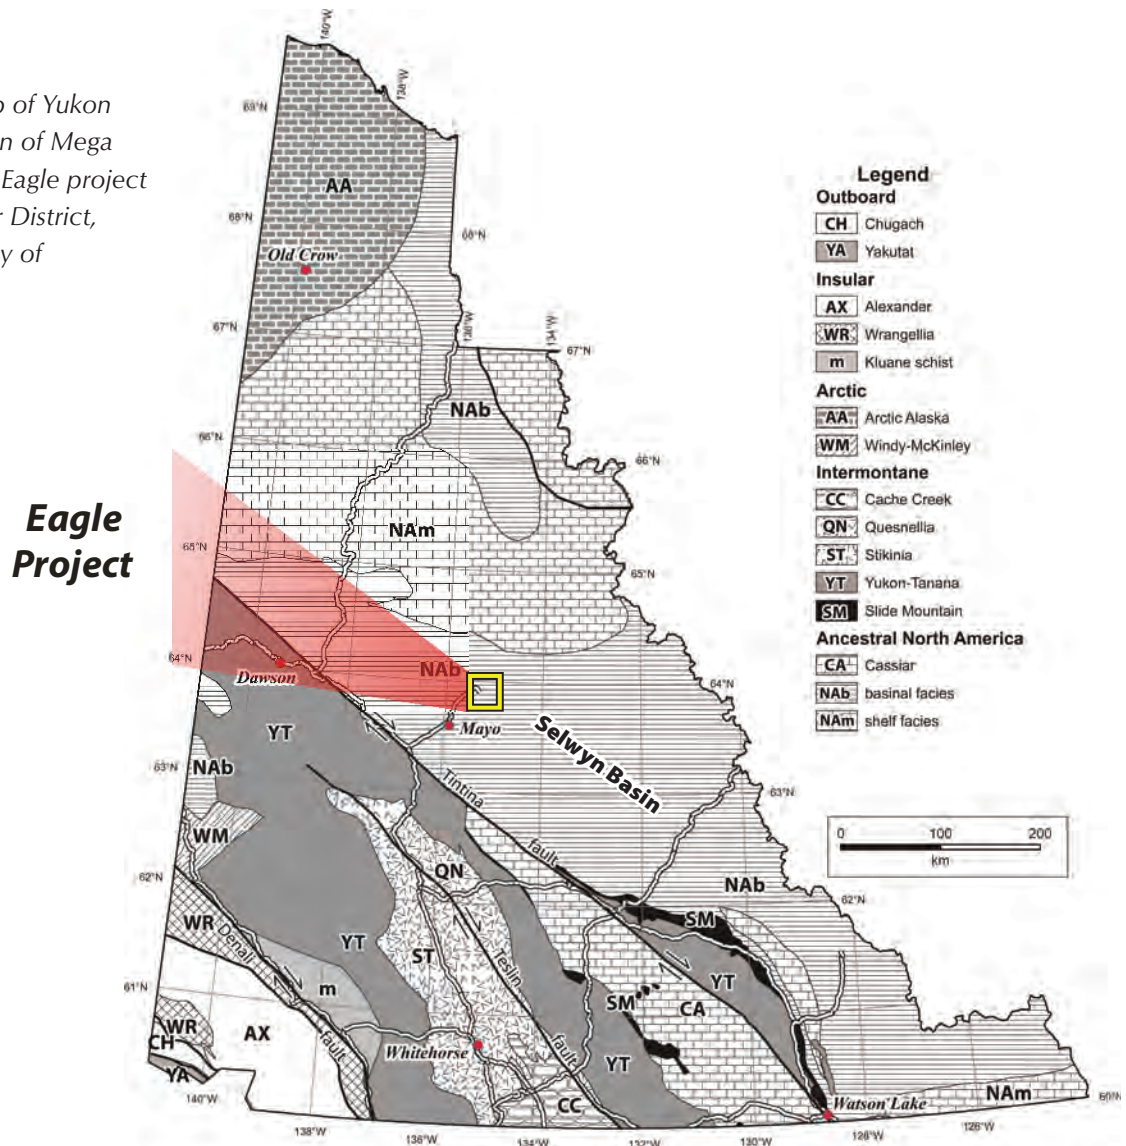 p of Yukon
n of Mega
Eagle project
r District,
y of
Eagle
Project
Legend
Outboard
CH Chugach
YA Yakutat
Insular
AX Alexander
WR Wrangellia
m Kluane schist
Arctic
AA Arctic Alaska
WM Windy-McKinley
Intermontane
CC Cache Creek
QN Quesnellia
ST Stikinia
YT Yukon-Tanana
SM Slide Mountain
Ancestral North America
CA Cassiar
NAb basinal facies
NAm shelf facies
0 100 200
km
140°W
138°W
69°N
AA
68°N
68°N
Old Crow
67°N
136°W
134°W
67°N
NAb
66°N
66°N
NAm
65°N
65°N
64°N
NAb
64°N
Dawson
Mayo
YT
Selwyn Basin
NAb
63°N
Tintina
63°N
WM
fault
QN
62°N
NAb
62°N
WR
SM
Denali
YT
ST
Teslin
YT
61°N
m
SM
CA
WR
AX
CH
fault
Whitehorse
fault
YT
YA
CC
Watson Lake
NAm
60°N
140°W
138°W
136°W
134°W
132°W
130°W
128°W
126°W